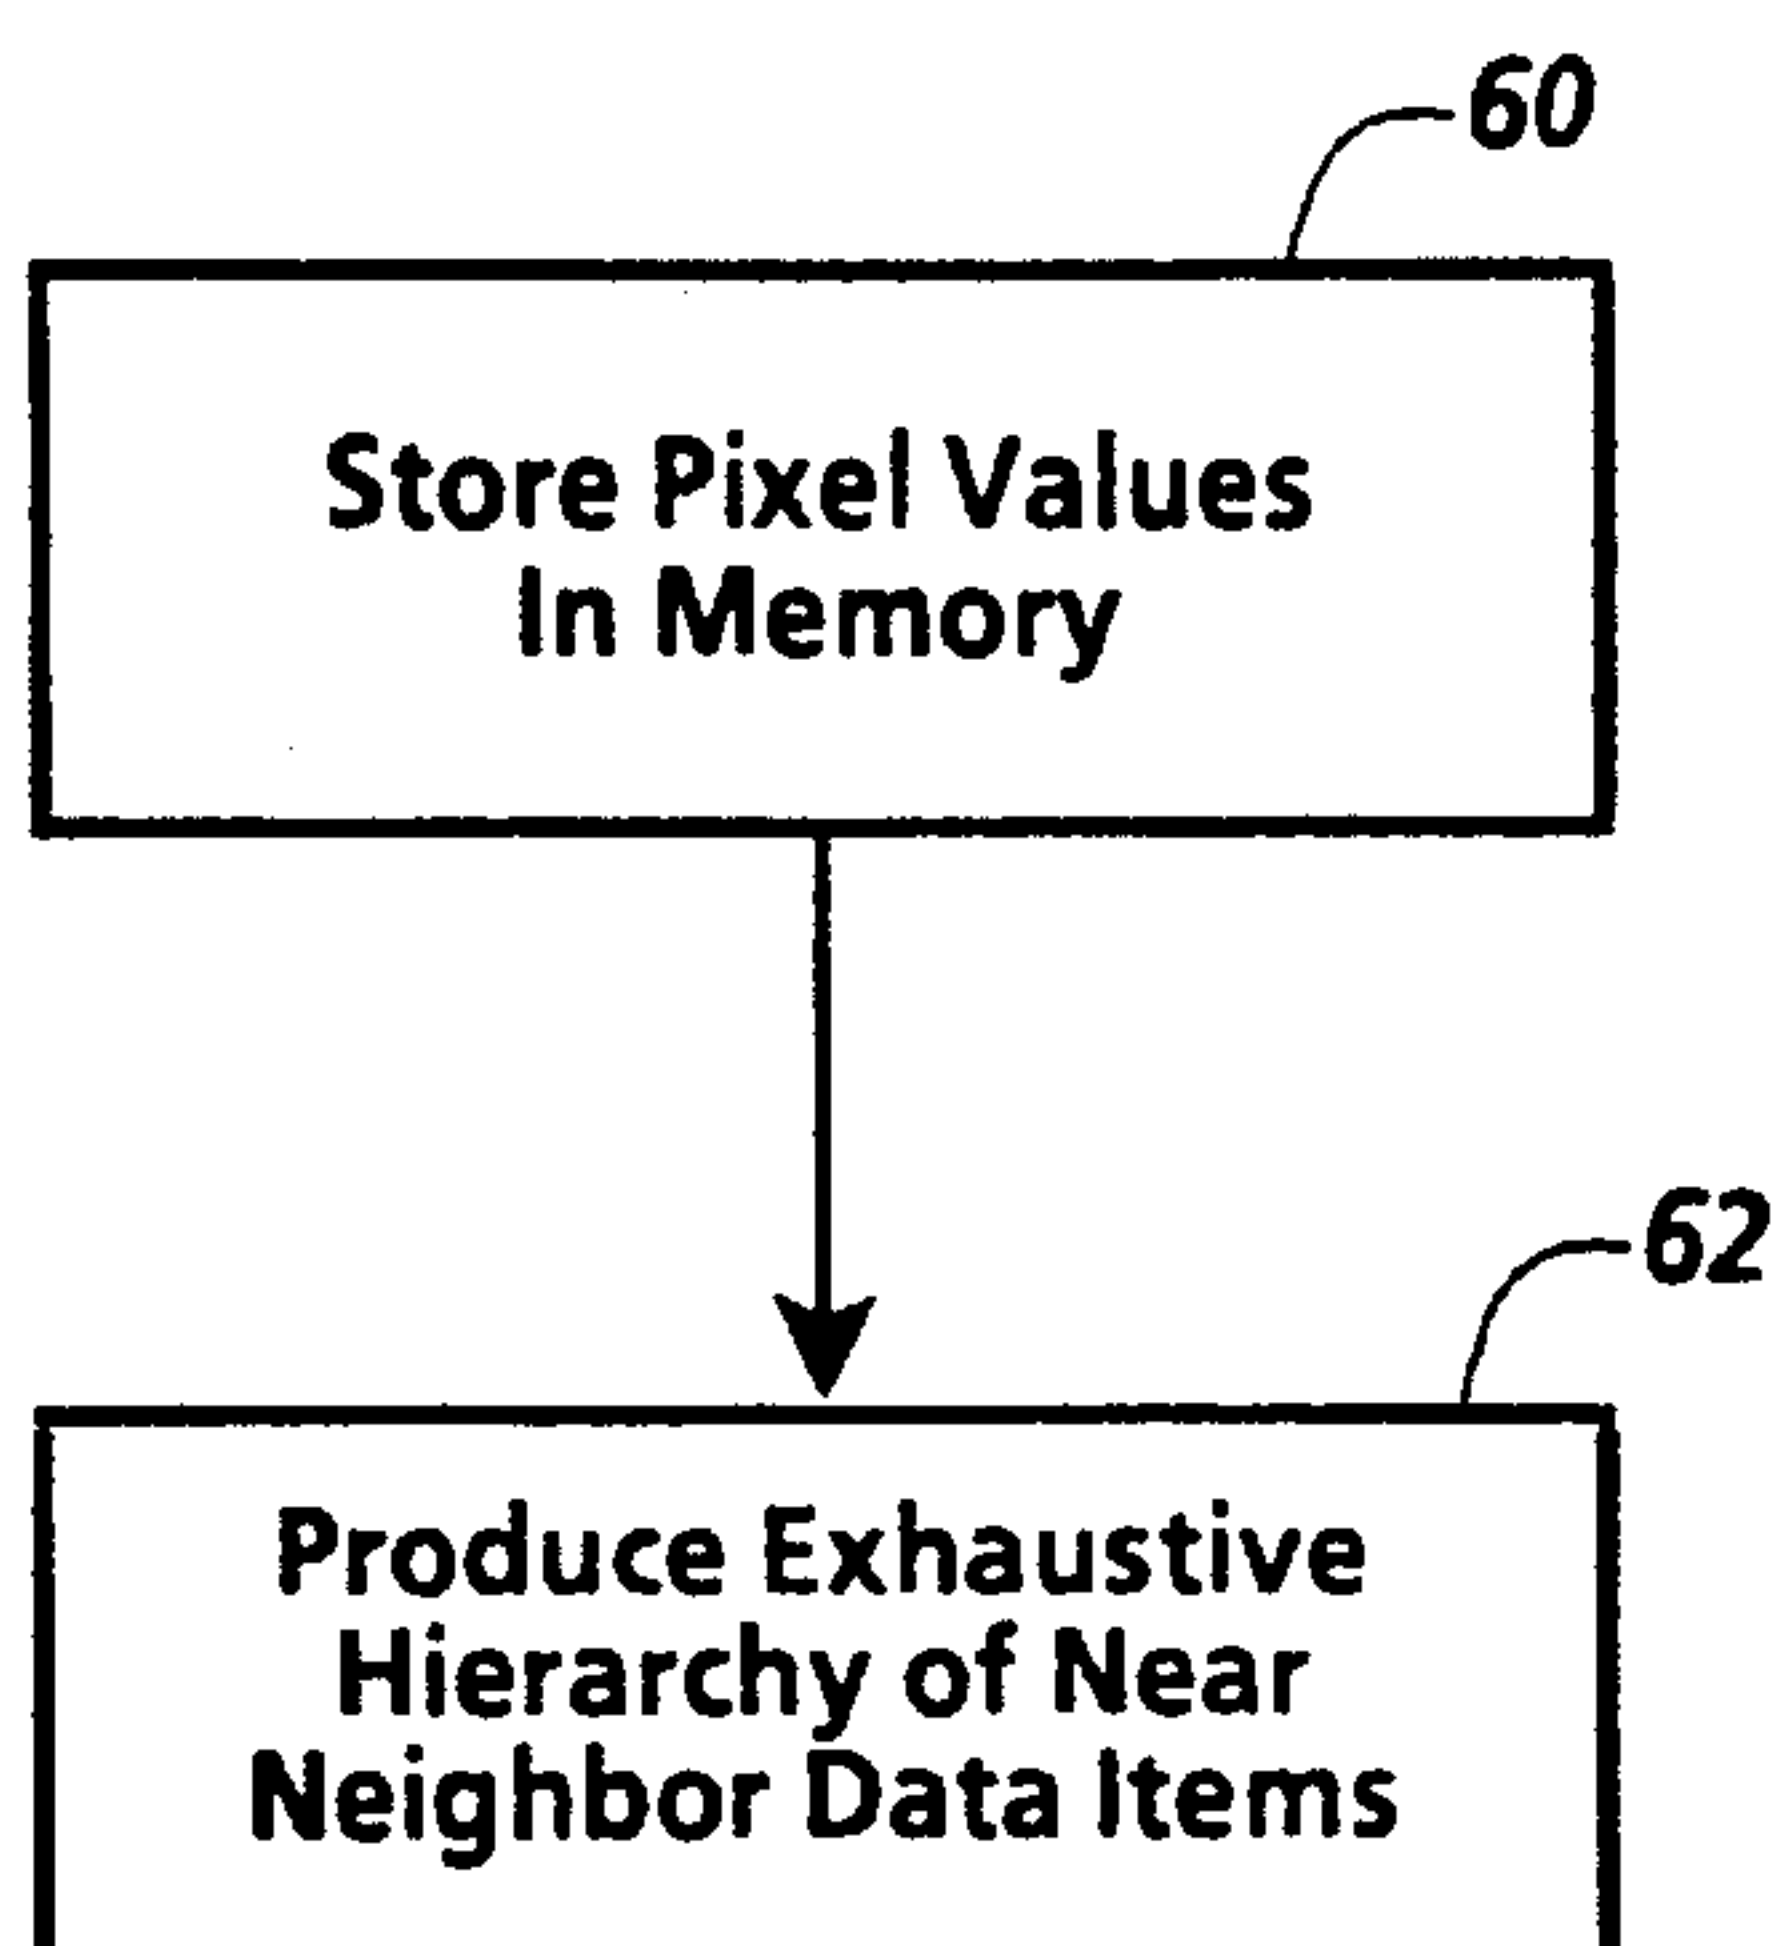 60
Store Pixel Values
In Memory
62
Produce Exhaustive
Hierarchy of Near
Neighbor Data Items